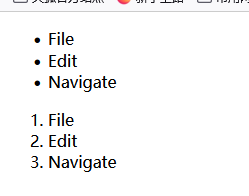 • File
• Edit
• Navigate
1. File
2. Edit
3. Navigate